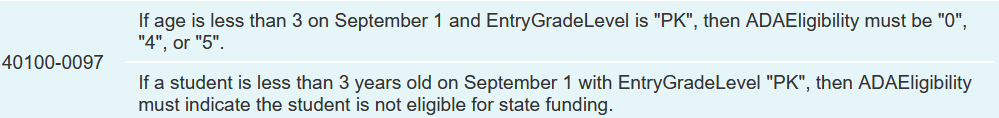 If age is less than 3 on September 1 and EntryGradeLevel is "PK", then ADAEligibility must be "0",
"4", or "5".
40100-0097
If a student is less than 3 years old on September 1 with EntryGradeLevel "PK", then ADAEligibility
must indicate the student is not eligible for state funding.